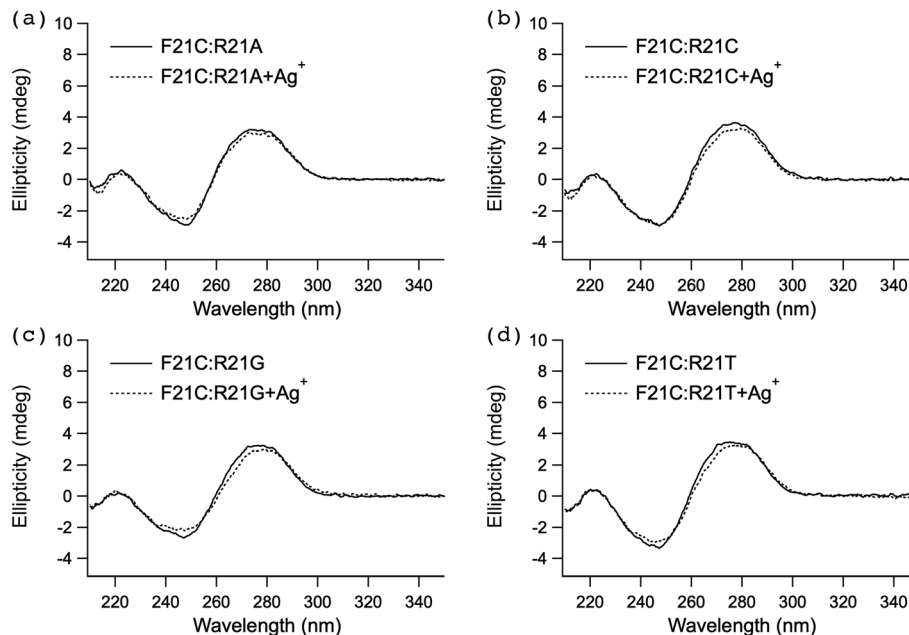 (a)
10
8
6
4
2
0
-2
-4
Ellipticity (mdeg)
F21C:R21A
F21C:R21A+Ag+
220 240 260 280 300 320 340
Wavelength (nm)
(b)
10
8
6
4
2
0
-2
-4
Ellipticity (mdeg)
F21C:R21C
F21C:R21C+Ag+
220 240 260 280 300 320 340
Wavelength (nm)
(c)
10
8
6
4
2
0
-2
-4
Ellipticity (mdeg)
F21C:R21G
F21C:R21G+Ag+
220 240 260 280 300 320 340
Wavelength (nm)
(d)
10
8
6
4
2
0
-2
-4
Ellipticity (mdeg)
F21C:R21T
F21C:R21T+Ag+
220 240 260 280 300 320 340
Wavelength (nm)